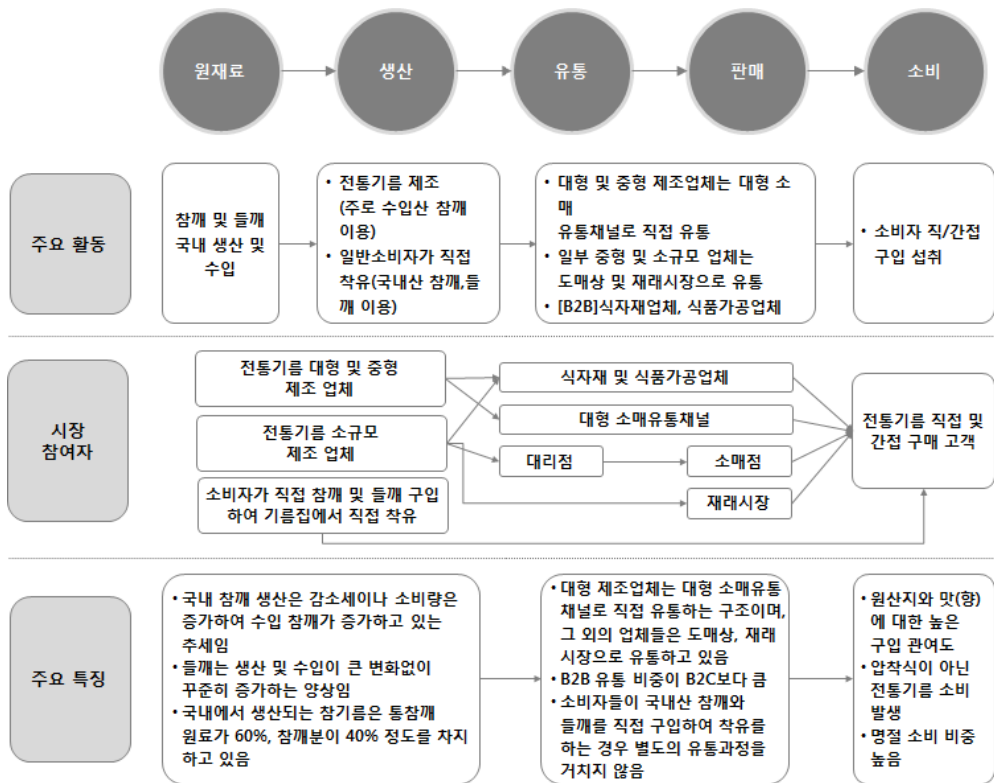 원재료
생산
유통
판매
소비
주요 활동
참깨 및 들깨
국내 생산 및
수입
• 전통기름 제조
(주로 수입산 참깨
이용)
• 일반소비자가 직접
착유(국내산 참깨,들
깨 이용)
• 대형 및 중형 제조업체는 대형 소
매
유통채널로 직접 유통
• 일부 중형 및 소규모 업체는
도매상 및 재래시장으로 유통
• [B2B]식자재업체, 식품가공업체
• 소비자 직/간접
구입 섭취
시장
참여자
전통기름 대형 및 중형
제조 업체
전통기름 소규모
제조 업체
소비자가 직접 참깨 및 들깨 구입
하여 기름집에서 직접 착유
식자재 및 식품가공업체
대형 소매유통채널
대리점
소매점
재래시장
전통기름 직접 및
간접 구매 고객
주요 특징
• 국내 참깨 생산은 감소세이나 소비량은
증가하여 수입 참깨가 증가하고 있는
추세임
• 들깨는 생산 및 수입이 큰 변화없이
꾸준히 증가하는 양상임
• 국내에서 생산되는 참기름은 통참깨
원료가 60%, 참깨분이 40% 정도를 차지
하고 있음
• 대형 제조업체는 대형 소매유통
채널로 직접 유통하는 구조이며,
그 외의 업체들은 도매상, 재래
시장으로 유통하고 있음
• B2B 유통 비중이 B2C보다 큼
• 소비자들이 국내산 참깨와
들깨를 직접 구입하여 착유를
하는 경우 별도의 유통과정을
거치지 않음
• 원산지와 맛(향)
에 대한 높은
구입 관여도
• 압착식이 아닌
전통기름 소비
발생
• 명절 소비 비중
높음